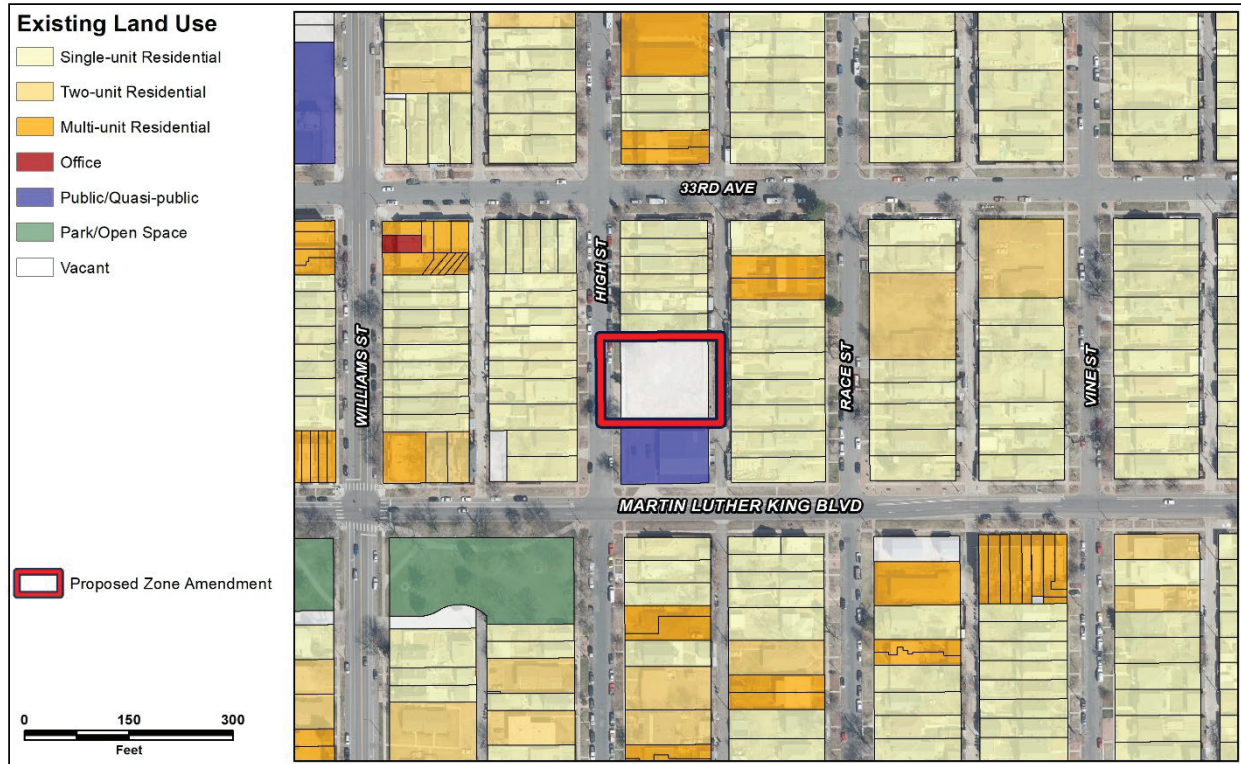 Existing Land Use
Single-unit Residential
Two-unit Residential
Multi-unit Residential
Office
Public/Quasi-public
Park/Open Space
Vacant
Proposed Zone Amendment
0 150 300
Feet
33RD AVE
HIGH ST
WILLIAMS ST
RACE ST
VINE ST
MARTIN LUTHER KING BLVD